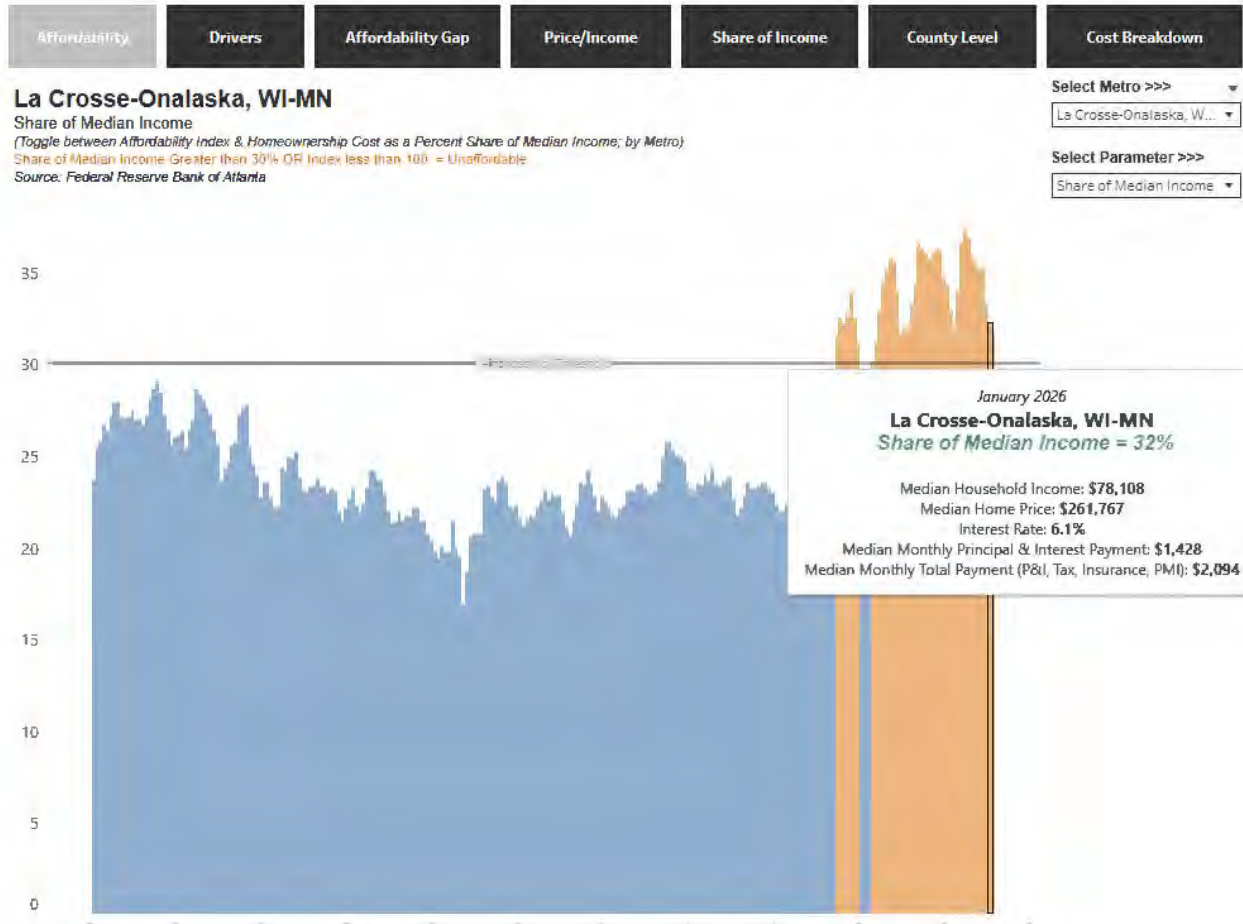 Affordability
Drivers
Affordability Gap
Price/Income
Share of Income
County Level
Cost Breakdown
La Crosse-Onalaska, WI-MN
Share of Median Income
(Toggle between Affordability Index & Homeownership Cost as a Percent Share of Median Income; by Metro)
Share of Median Income Greater than 30% OR Index less than 100 = Unaffordable
Source: Federal Reserve Bank of Atlanta
Select Metro >>>
La Crosse-Onalaska, W...
Select Parameter >>>
Share of Median Income
35
30
25
20
15
10
5
0
January 2026
La Crosse-Onalaska, WI-MN
Share of Median Income = 32%
Median Household Income: $78,108
Median Home Price: $261,767
Interest Rate: 6.1%
Median Monthly Principal & Interest Payment: $1,428
Median Monthly Total Payment (P&I, Tax, Insurance, PMI): $2,094